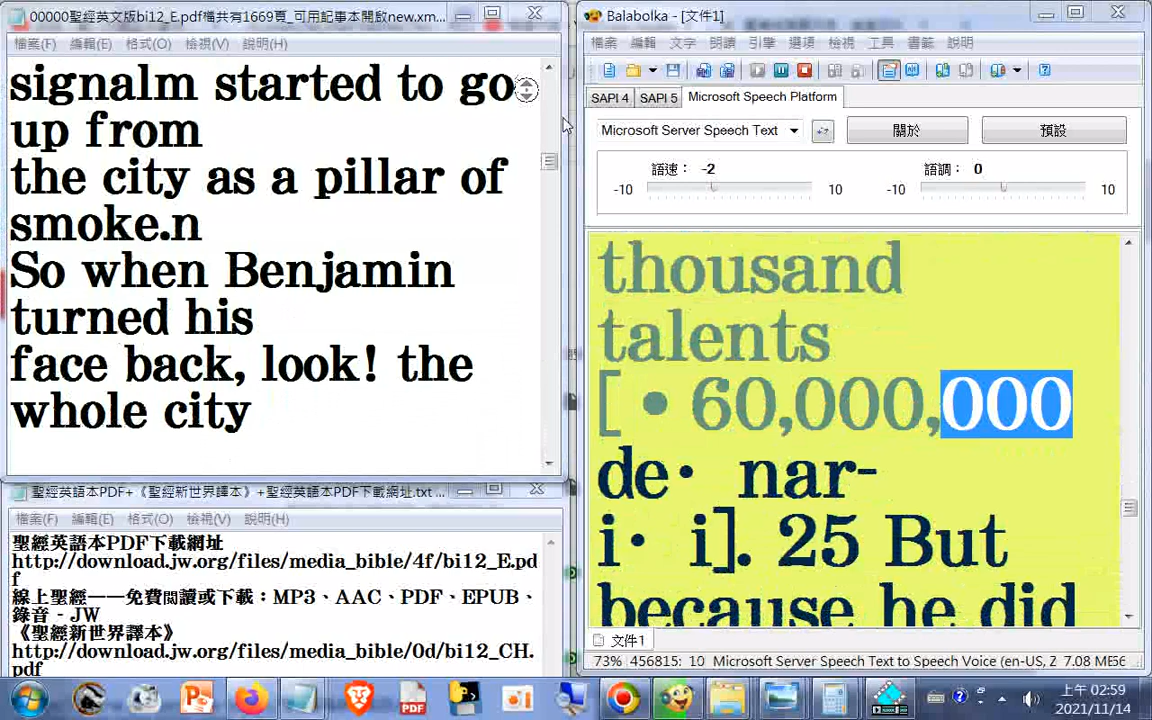 00000聖經英文版bi12_E.pdf檔共有1669頁_可用記事本開啟new.xm...
檔案(F) 編輯(E) 格式(O) 檢視(V) 說明(H)
signalm started to go
up from
the city as a pillar of
smoke.n
So when Benjamin
turned his
face back, look! the
whole city
聖經英語本PDF+《聖經新世界譯本》+聖經英語本PDF下載網址.txt ...
檔案(F) 編輯(E) 格式(O) 檢視(V) 說明(H)
聖經英語本PDF下載網址
http://download.jw.org/files/media_bible/4f/bi12_E.pd
f
線上聖經——免費閱讀或下載：MP3、AAC、PDF、EPUB、
錄音 - JW
《聖經新世界譯本》
http://download.jw.org/files/media_bible/0d/bi12_CH.
pdf
Balabolka - [文件1]
檔案 編輯 文字 朗讀 引擎 選項 檢視 工具 書籤 說明
SAPI 4 SAPI 5 Microsoft Speech Platform
Microsoft Server Speech Text 關於 預設
語速： -2 語調： 0
-10 10 -10 10
thousand
talents
[ • 60,000,000
de· nar-
i· i]. 25 But
because he did
文件1
73% 456815: 10 Microsoft Server Speech Text to Speech Voice (en-US, Z 7.08 ME56
上午 02:59
2021/11/14